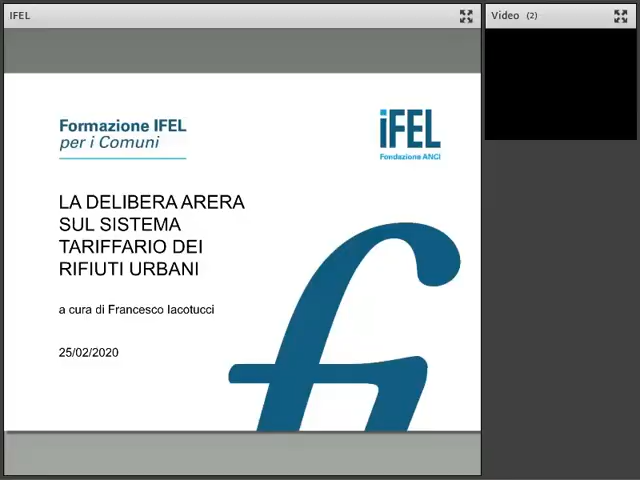 IFEL
Video (2)
Formazione IFEL
per i Comuni
iFEL
Fondazione ANCI
LA DELIBERA ARERA
SUL SISTEMA
TARIFFARIO DEI
RIFIUTI URBANI
a cura di Francesco Iacotucci
25/02/2020